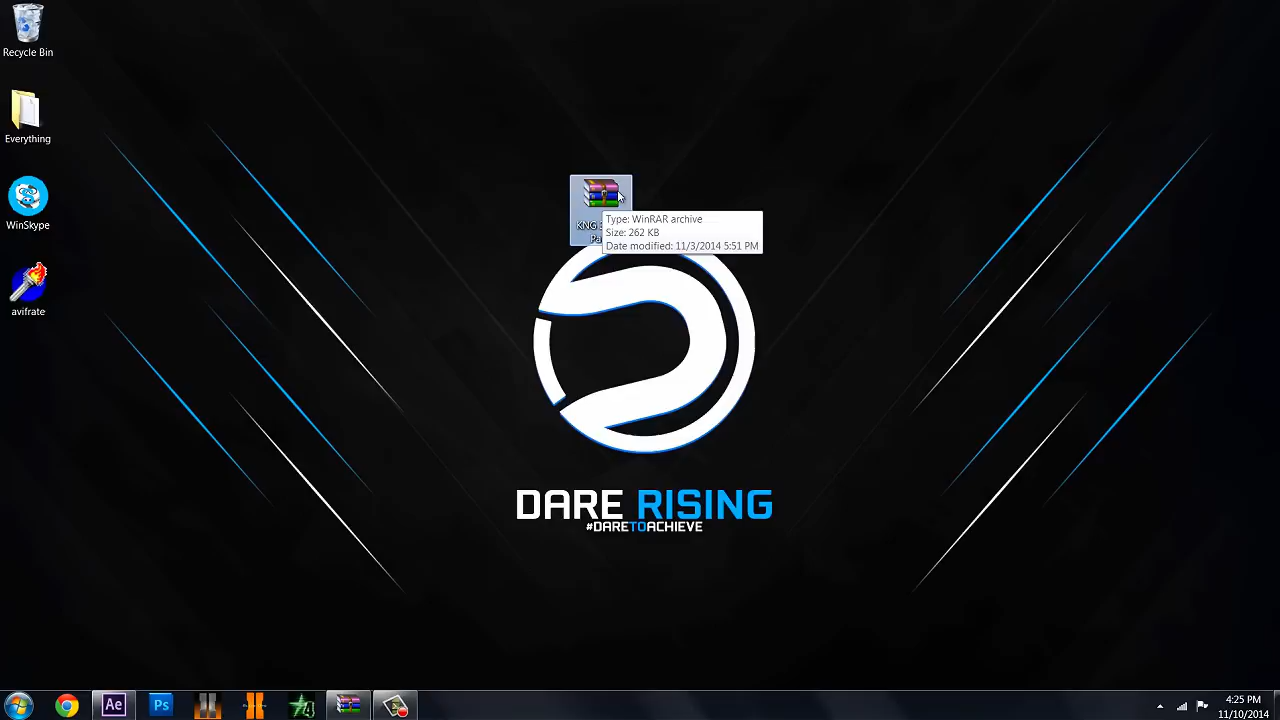 Recycle Bin
Everything
WinSkype
avifrate
KNG
Type: WinRAR archive
Size: 262 KB
Date modified: 11/3/2014 5:51 PM
DARE RISING
#DARETOACHIEVE
Ae
Ps
4:25 PM
11/10/2014